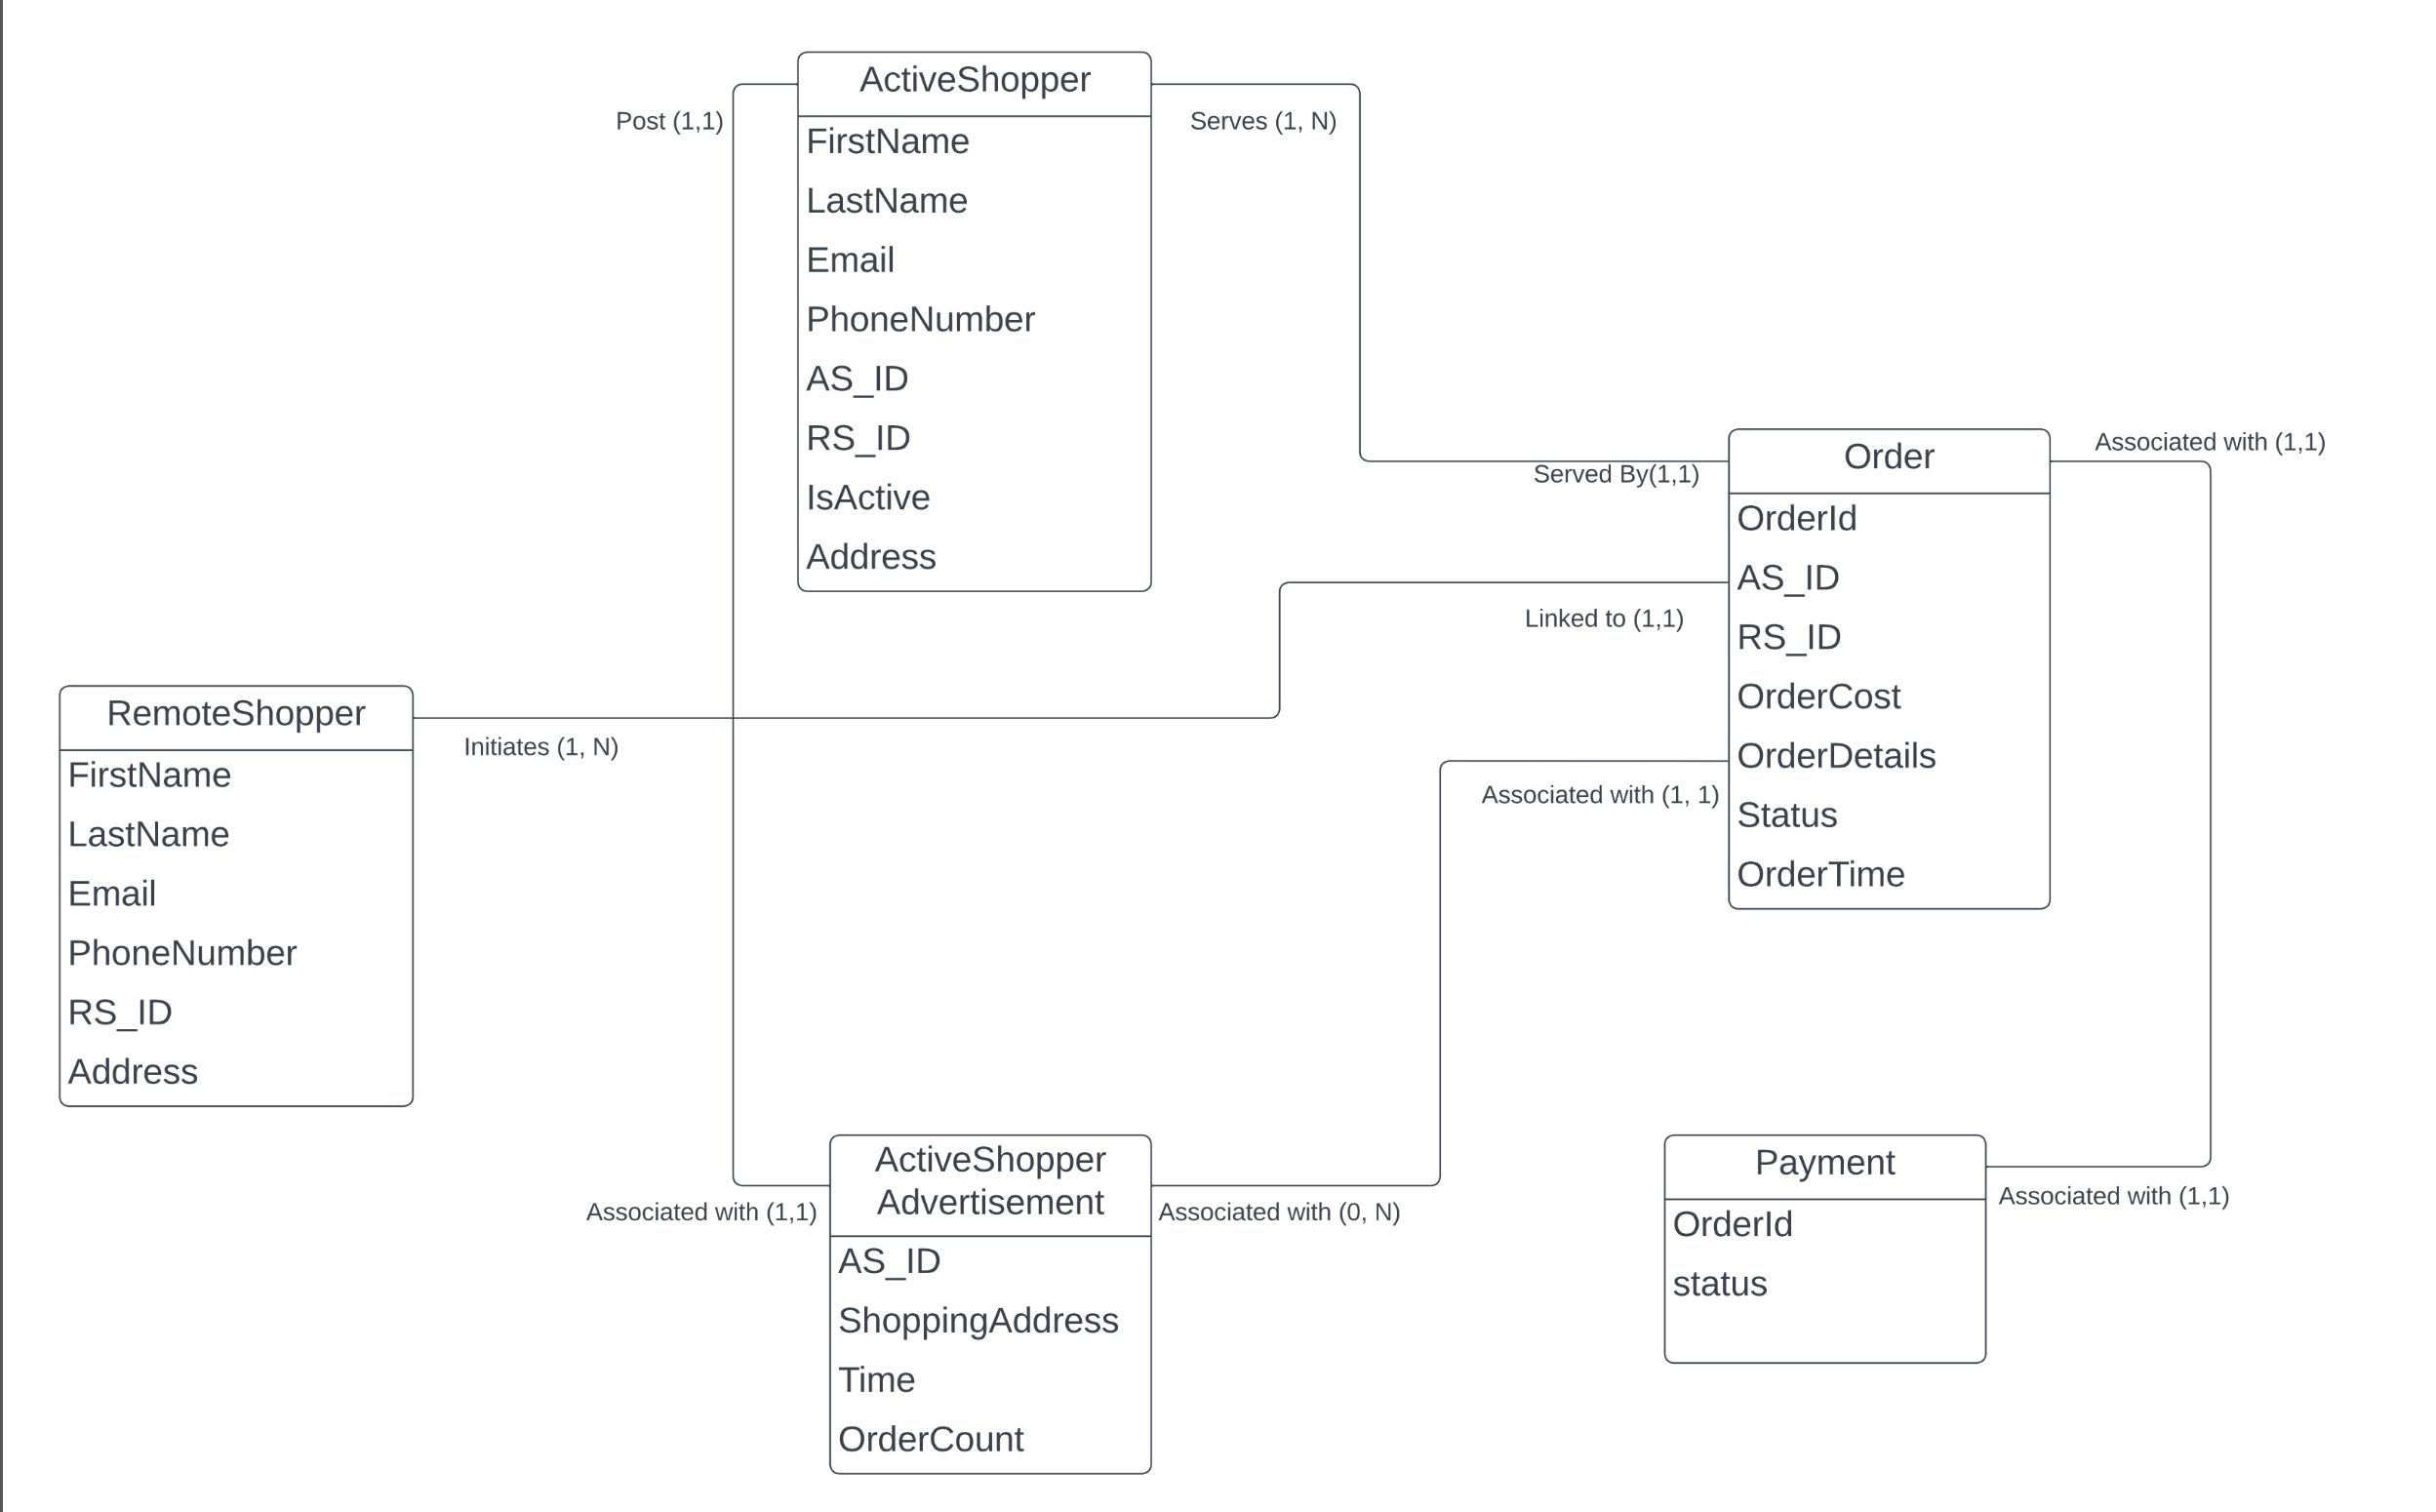 ActiveShopper
FirstName
LastName
Email
PhoneNumber
AS_ID
RS_ID
IsActive
Address
Post (1,1)
Serves (1, N)
Served By(1,1)
Order
OrderId
AS_ID
RS_ID
OrderCost
OrderDetails
Status
OrderTime
Associated with (1,1)
Linked to (1,1)
Associated with (1, 1)
RemoteShopper
FirstName
LastName
Email
PhoneNumber
RS_ID
Address
Initiates (1, N)
Associated with (1,1)
ActiveShopper
Advertisement
AS_ID
ShoppingAddress
Time
OrderCount
Associated with (0, N)
Payment
OrderId
status
Associated with (1,1)